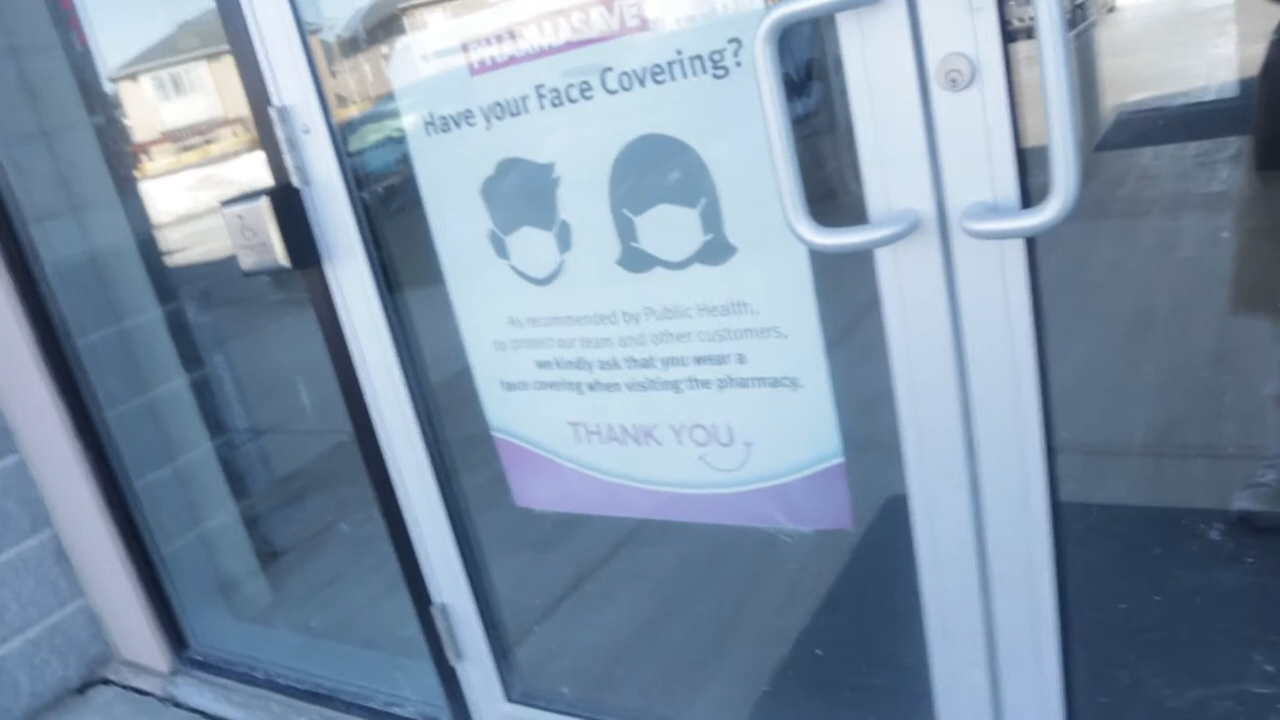 PHARMASAVE
Have your Face Covering?
As recommended by Public Health,
to protect our team and other customers,
we kindly ask that you wear a
face covering when visiting the pharmacy.
THANK YOU